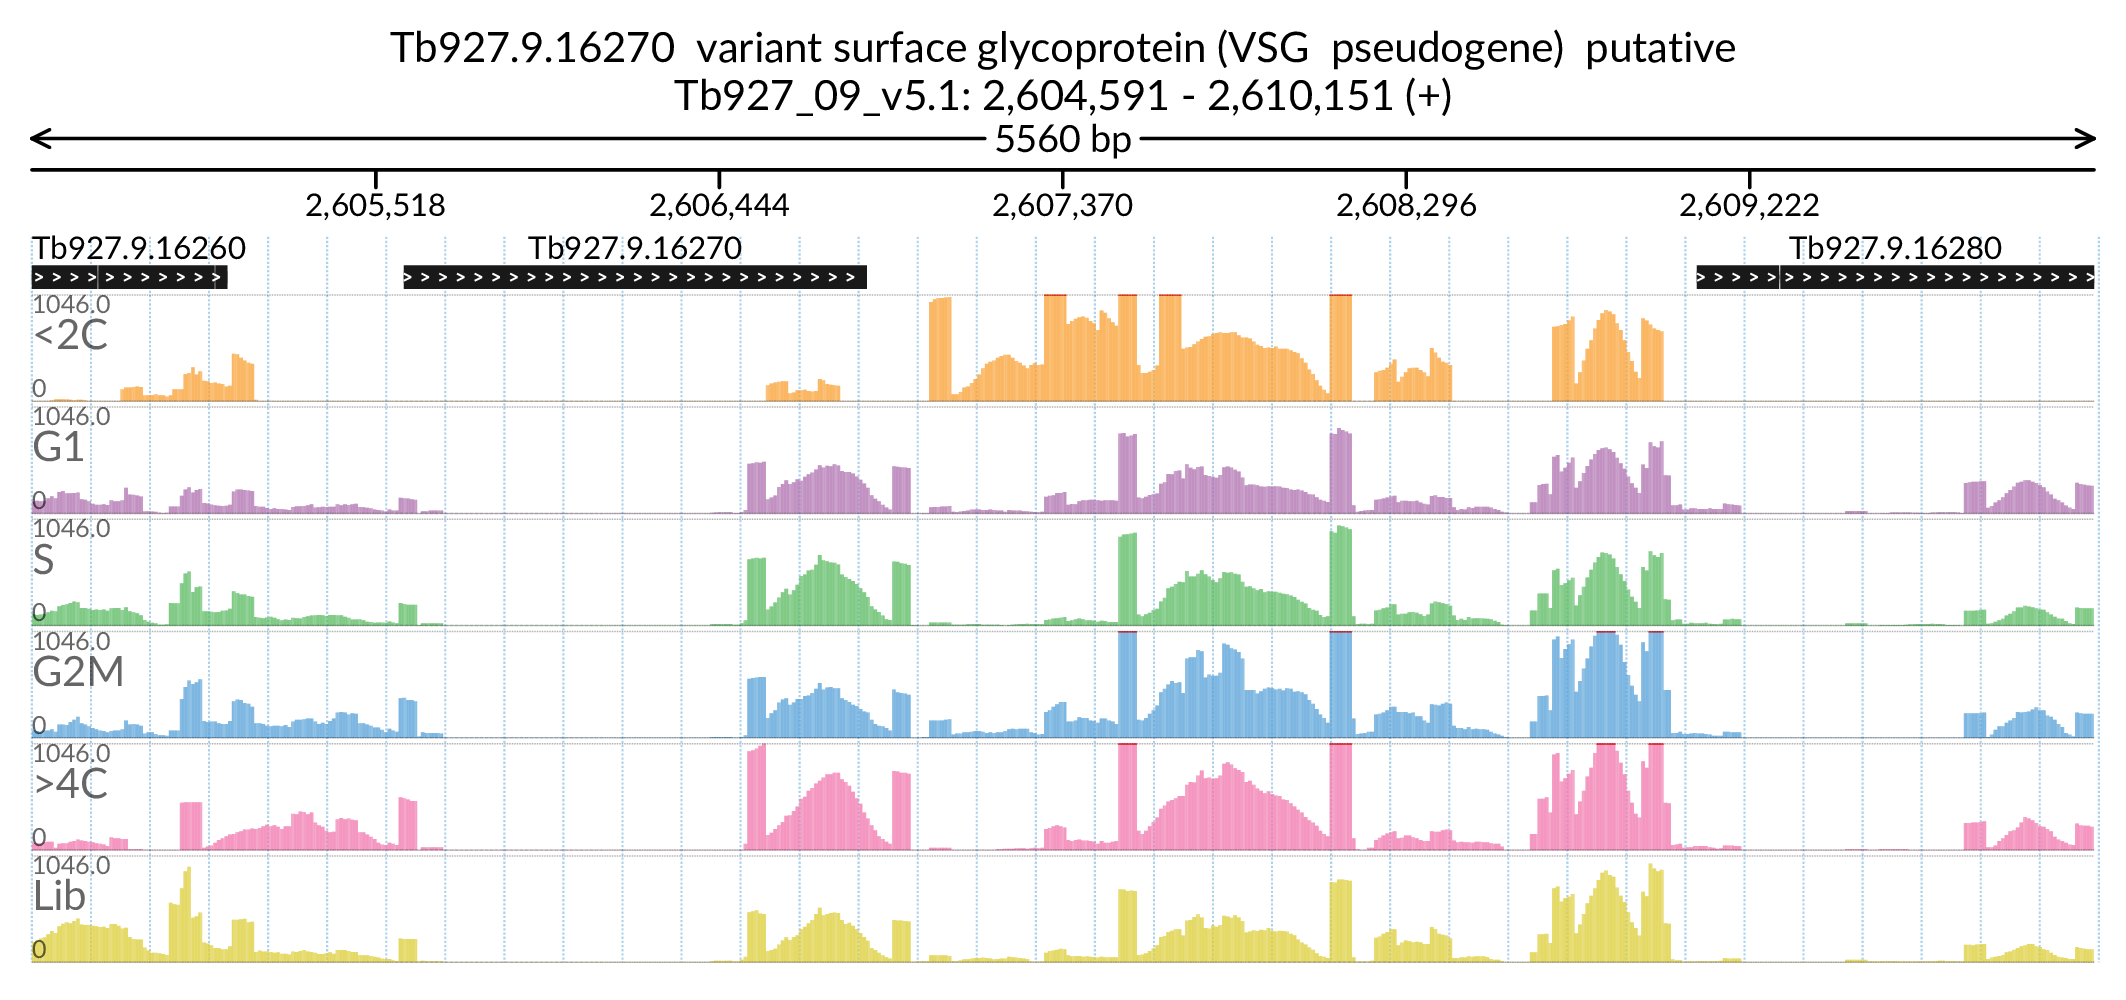 Tb927.9.16270  variant surface glycoprotein (VSG  pseudogene)  putative
Tb927_09_v5.1: 2,604,591 - 2,610,151 (+)
5560 bp
2,605,518 2,606,444 2,607,370 2,608,296 2,609,222
Tb927.9.16260 Tb927.9.16270 Tb927.9.16280
1046.0
<2C
0
1046.0
G1
0
1046.0
S
0
1046.0
G2M
0
1046.0
>4C
0
1046.0
Lib
0